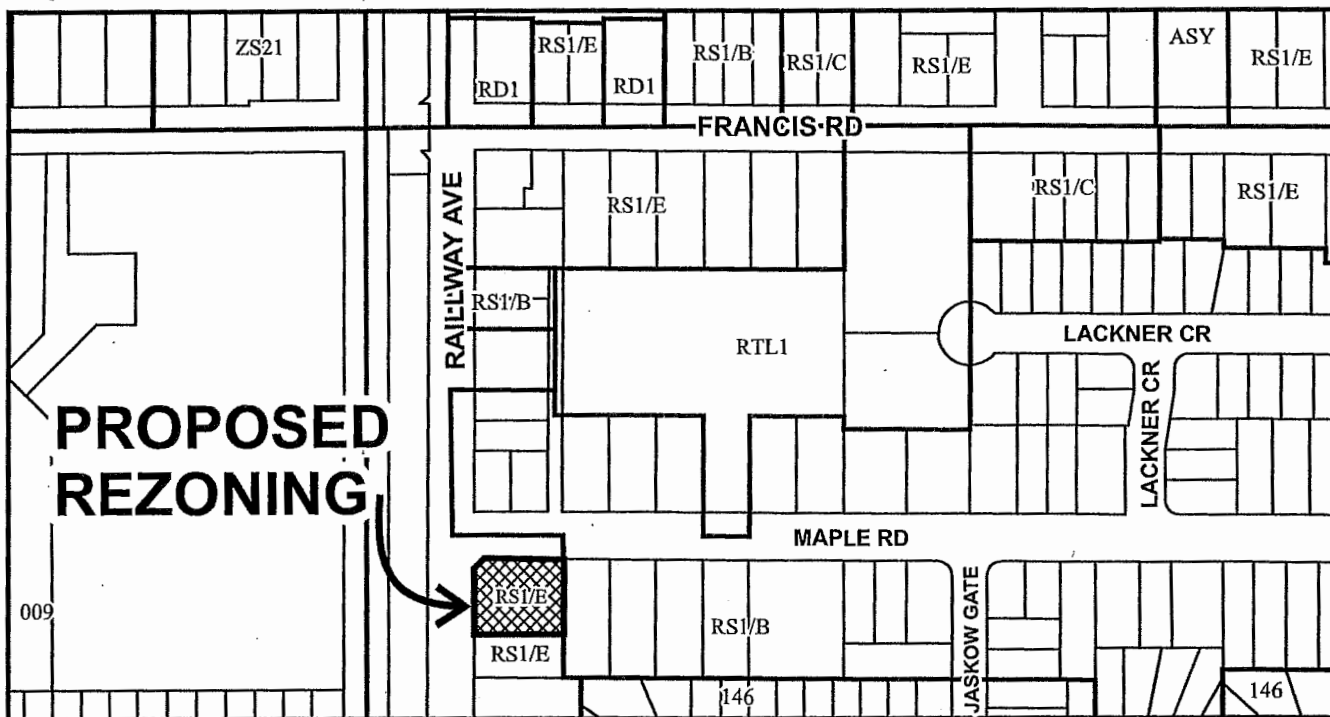 ZS21
RS1/E
RD1
RD1
RS1/B
RS1/C
RS1/E
ASY
RS1/E
FRANCIS RD
RAILWAY AVE
RS1/E
RS1/C
RS1/E
RS1/B
RTL1
LACKNER CR
LACKNER CR
PROPOSED
REZONING
MAPLE RD
009
RS1/E
RS1/B
JASKOW GATE
RS1/E
146
146